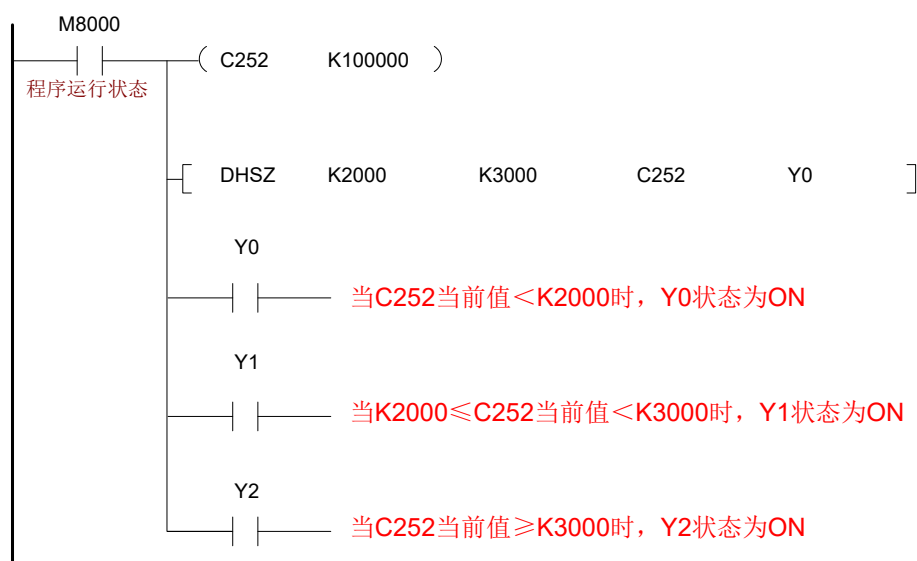 M8000
C252 K100000
程序运行状态
DHSZ K2000 K3000 C252 Y0
Y0
当C252当前值＜K2000时，Y0状态为ON
Y1
当K2000≤C252当前值＜K3000时，Y1状态为ON
Y2
当C252当前值≥K3000时，Y2状态为ON